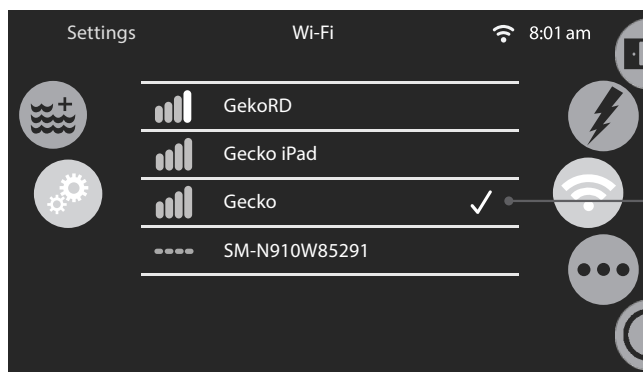 Settings Wi-Fi 8:01 am
GekoRD
Gecko iPad
Gecko
SM-N910W85291